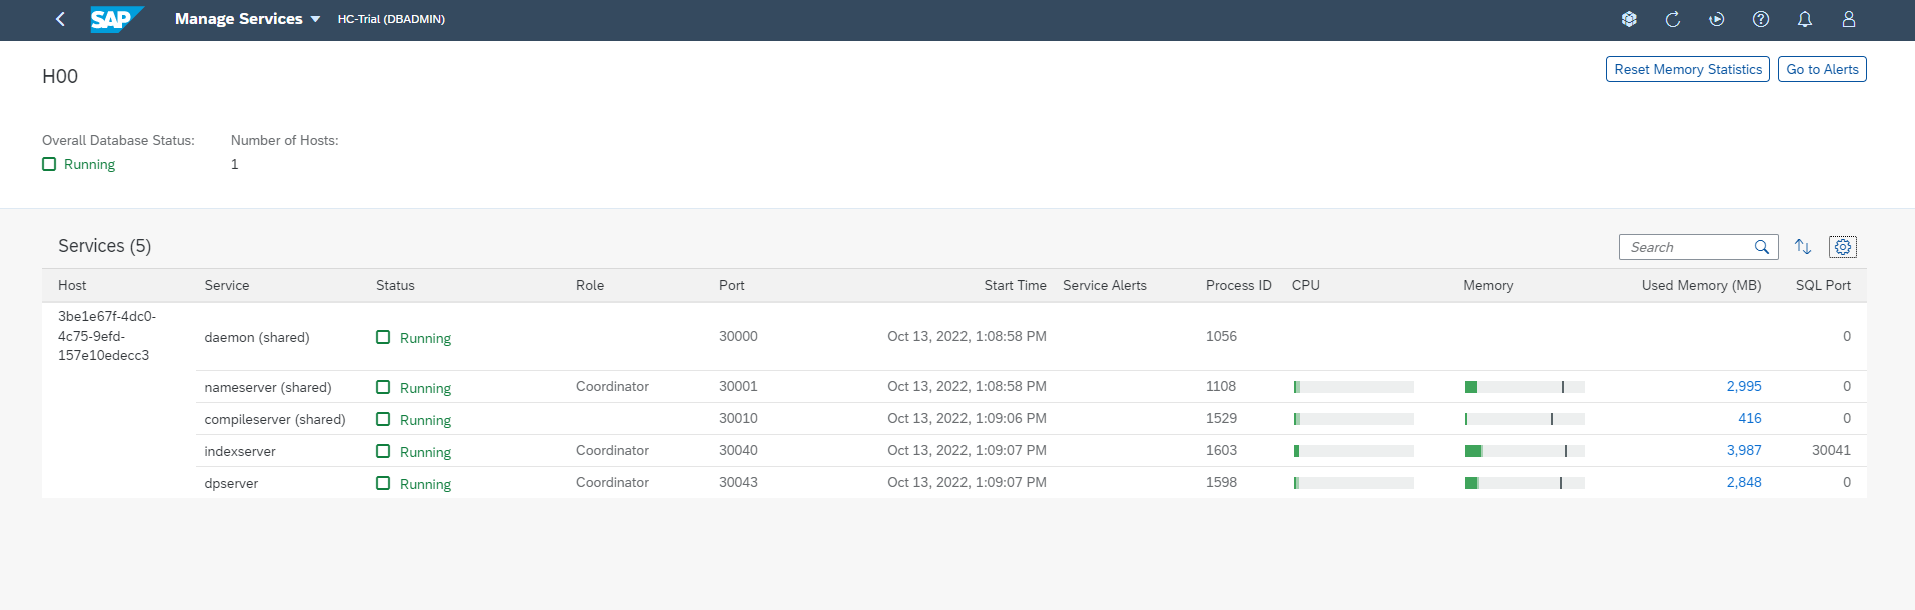 SAP Manage Services HC-Trial (DBADMIN)
H00
Reset Memory Statistics Go to Alerts
Overall Database Status: Number of Hosts:
Running 1
Services (5) Search
Host Service Status Role Port Start Time Service Alerts Process ID CPU Memory Used Memory (MB) SQL Port
3be1e67f-4dc0-
4c75-9efd-
157e10edecc3
daemon (shared) Running 30000 Oct 13, 2022, 1:08:58 PM 1056 0
nameserver (shared) Running Coordinator 30001 Oct 13, 2022, 1:08:58 PM 1108 2,995 0
compileserver (shared) Running 30010 Oct 13, 2022, 1:09:06 PM 1529 416 0
indexserver Running Coordinator 30040 Oct 13, 2022, 1:09:07 PM 1603 3,987 30041
dpserver Running Coordinator 30043 Oct 13, 2022, 1:09:07 PM 1598 2,848 0